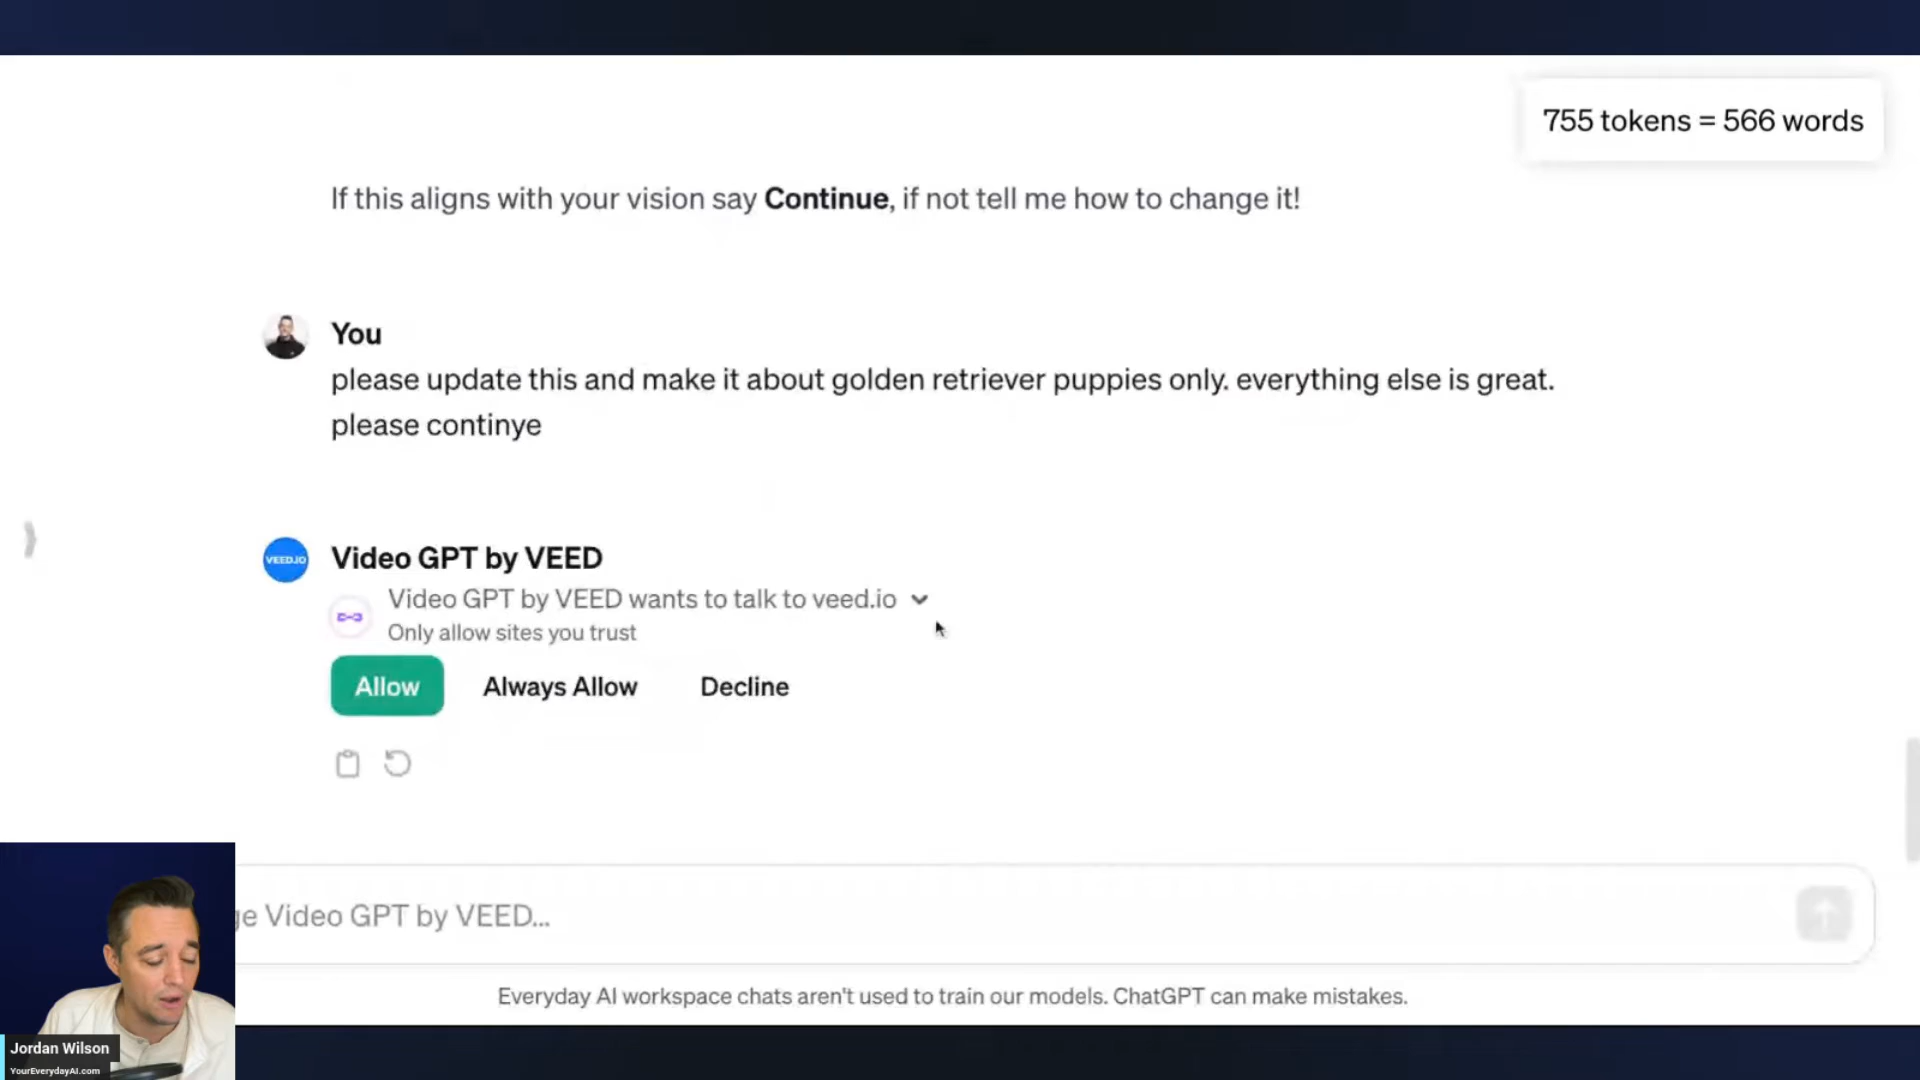 755 tokens = 566 words
If this aligns with your vision say Continue, if not tell me how to change it!
You
please update this and make it about golden retriever puppies only. everything else is great.
please continye
VEED.IO
Video GPT by VEED
Video GPT by VEED wants to talk to veed.io
Only allow sites you trust
Allow Always Allow Decline
Video GPT by VEED...
Everyday AI workspace chats aren't used to train our models. ChatGPT can make mistakes.
Jordan Wilson
YourEverydayAI.com